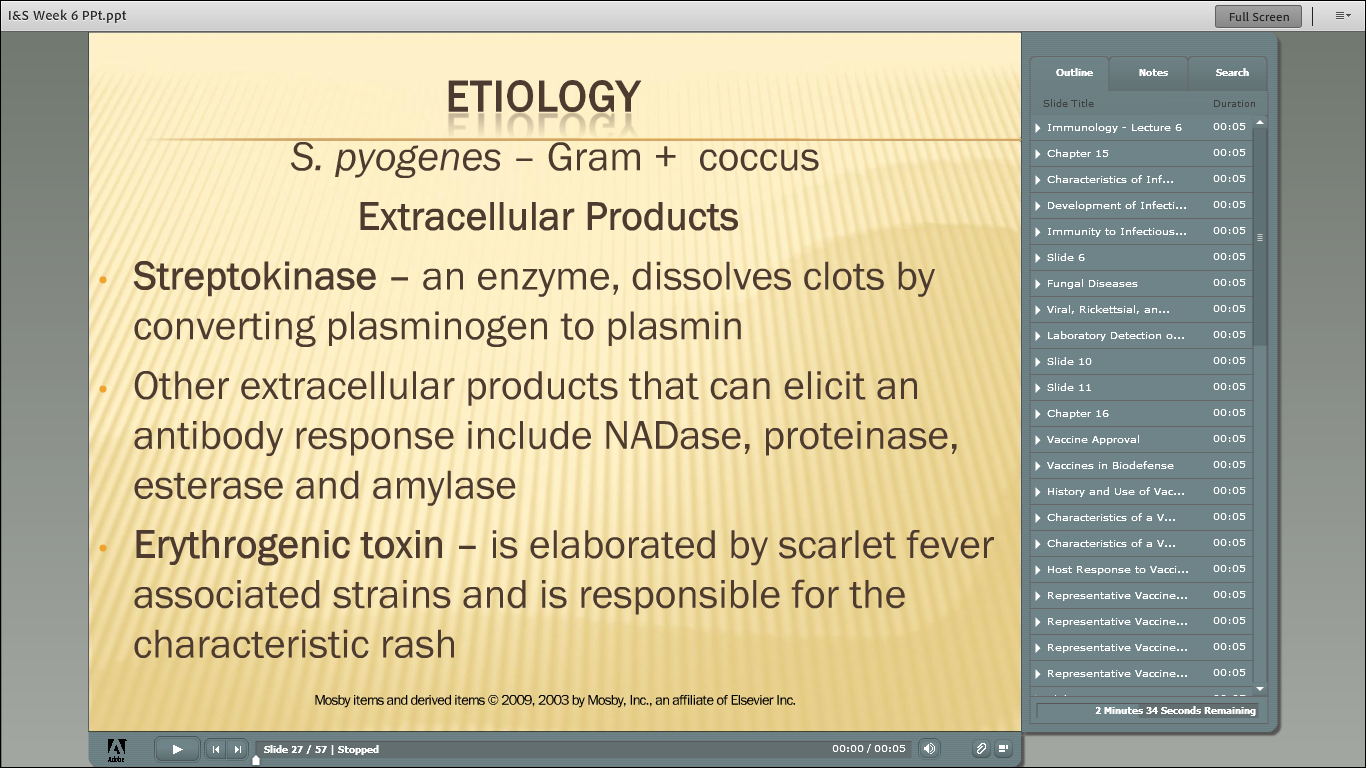 I&S Week 6 PPt.ppt
Full Screen
ETIOLOGY
S. pyogenes – Gram + coccus
Extracellular Products
• Streptokinase – an enzyme, dissolves clots by
converting plasminogen to plasmin
• Other extracellular products that can elicit an
antibody response include NADase, proteinase,
esterase and amylase
• Erythrogenic toxin – is elaborated by scarlet fever
associated strains and is responsible for the
characteristic rash
Mosby items and derived items © 2009, 2003 by Mosby, Inc., an affiliate of Elsevier Inc.
Outline Notes Search
Slide Title Duration
Immunology - Lecture 6 00:05
Chapter 15 00:05
Characteristics of Inf... 00:05
Development of Infecti... 00:05
Immunity to Infectious... 00:05
Slide 6 00:05
Fungal Diseases 00:05
Viral, Rickettsial, an... 00:05
Laboratory Detection o... 00:05
Slide 10 00:05
Slide 11 00:05
Chapter 16 00:05
Vaccine Approval 00:05
Vaccines in Biodefense 00:05
History and Use of Vac... 00:05
Characteristics of a V... 00:05
Characteristics of a V... 00:05
Host Response to Vacci... 00:05
Representative Vaccine... 00:05
Representative Vaccine... 00:05
Representative Vaccine... 00:05
Representative Vaccine... 00:05
2 Minutes 34 Seconds Remaining
Adobe
Slide 27 / 57 | Stopped
00:00 / 00:05